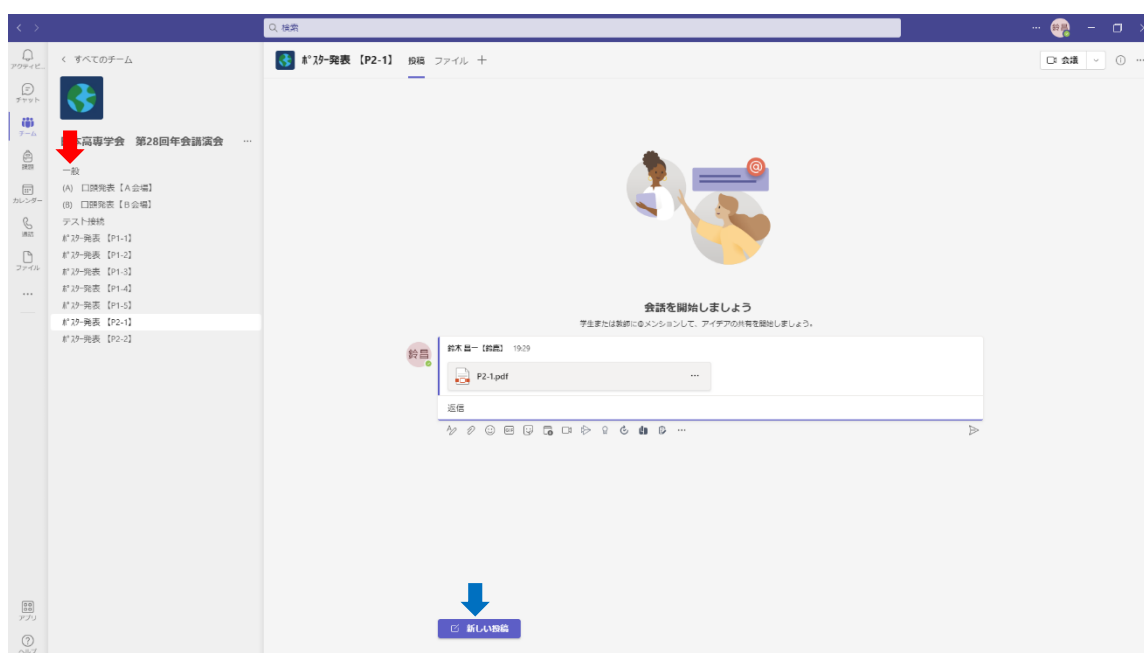 検索
アクティビ...
チャット
チーム
課題
カレンダー
通話
ファイル
...
アプリ
ヘルプ
すべてのチーム
本高専学会 第28回年会講演会 ...
一般
(A) 口頭発表【A会場】
(B) 口頭発表【B会場】
テスト接続
ﾎﾟｽﾀｰ発表 【P1-1】
ﾎﾟｽﾀｰ発表 【P1-2】
ﾎﾟｽﾀｰ発表 【P1-3】
ﾎﾟｽﾀｰ発表 【P1-4】
ﾎﾟｽﾀｰ発表 【P1-5】
ﾎﾟｽﾀｰ発表 【P2-1】
ﾎﾟｽﾀｰ発表 【P2-2】
ﾎﾟｽﾀｰ発表 【P2-1】 投稿 ファイル
会議
会話を開始しましょう
学生または教師に@メンションして、アイデアの共有を開始しましょう。
鈴昌
鈴木 昌一【鈴鹿】 19:29
P2-1.pdf
返信
新しい投稿